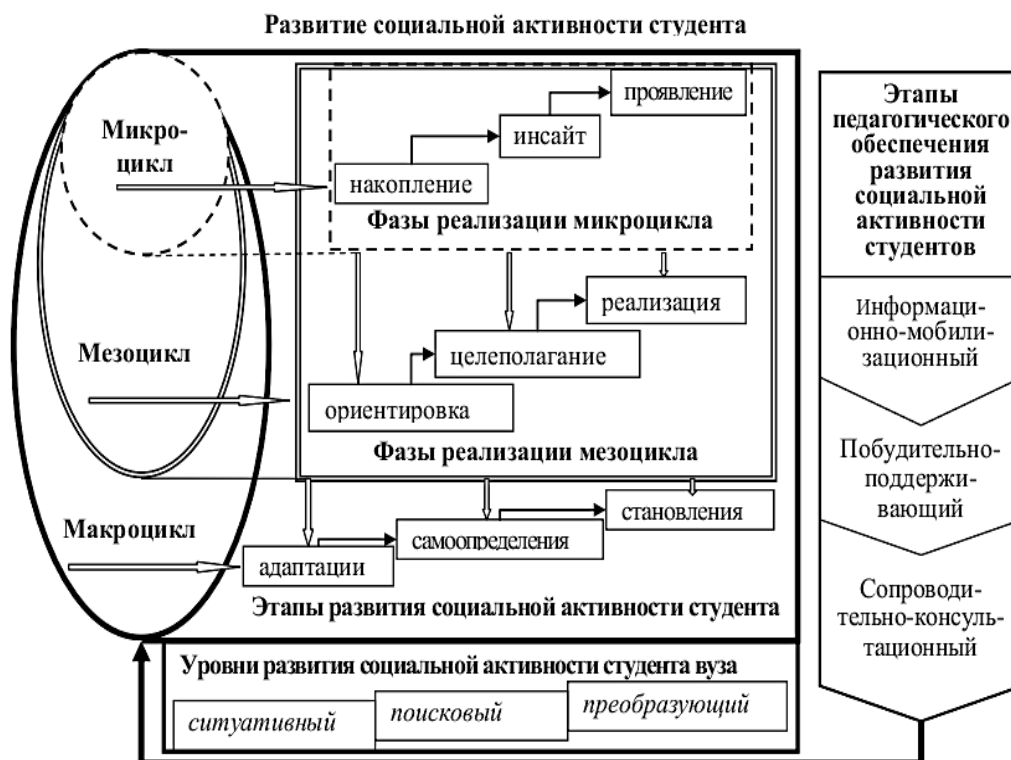 Развитие социальной активности студента
Микро-
цикл
проявление
инсайт
накопление
Фазы реализации микроцикла
реализация
Мезоцикл
целеполагание
ориентировка
Фазы реализации мезоцикла
Макроцикл
становления
самоопределения
адаптации
Этапы развития социальной активности студента
Уровни развития социальной активности студента вуза
ситуативный
поисковый
преобразующий
Этапы
педагогического
обеспечения
развития
социальной
активности
студентов
Информаци-
онно-мобили-
зационный
Побудительно-
поддержи-
вающий
Сопроводи-
тельно-консуль-
тационный